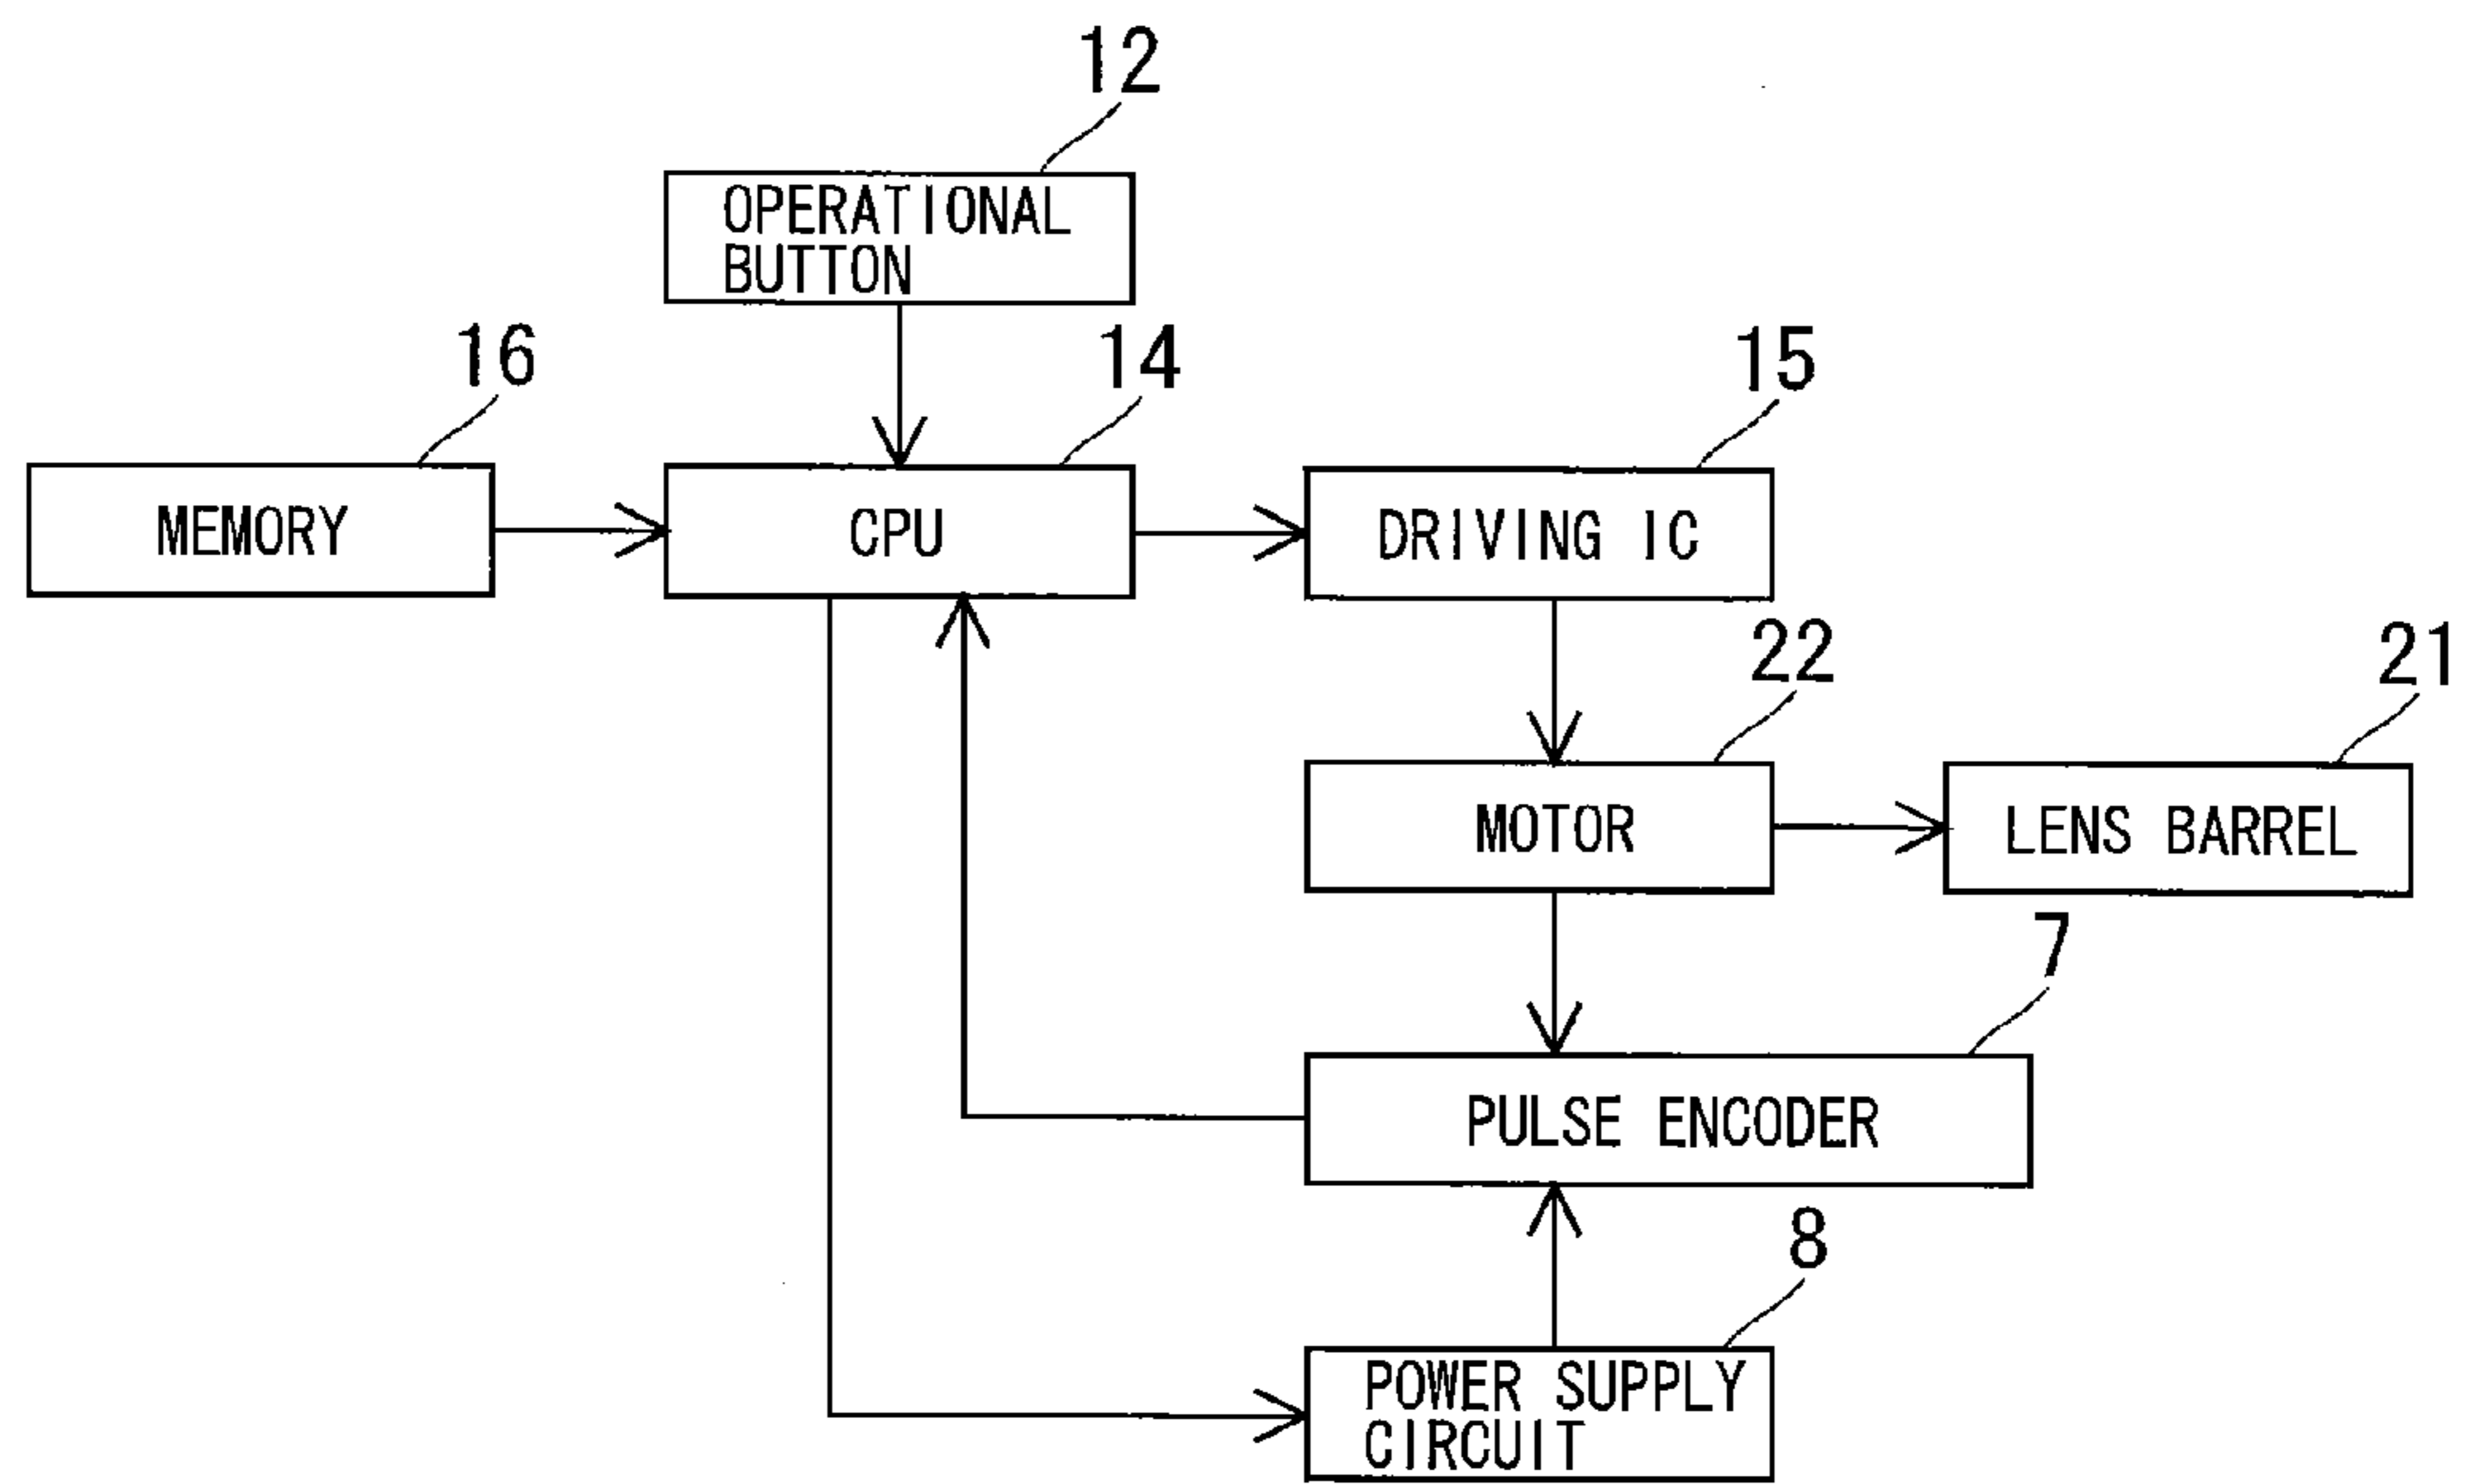 12
OPERATIONAL
BUTTON
16
14
15
MEMORY
CPU
DRIVING IC
22
21
MOTOR
LENS BARREL
7
PULSE ENCODER
8
POWER SUPPLY
CIRCUIT